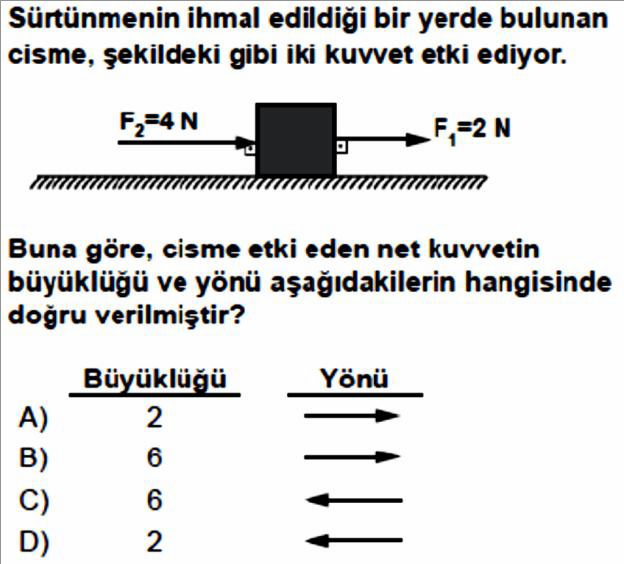 Sürtünmenin ihmal edildiği bir yerde bulunan
cisme, şekildeki gibi iki kuvvet etki ediyor.
F₂=4 N
F₁=2 N
Buna göre, cisme etki eden net kuvvetin
büyüklüğü ve yönü aşağıdakilerin hangisinde
doğru verilmiştir?
Büyüklüğü Yönü
A) 2
B) 6
C) 6
D) 2